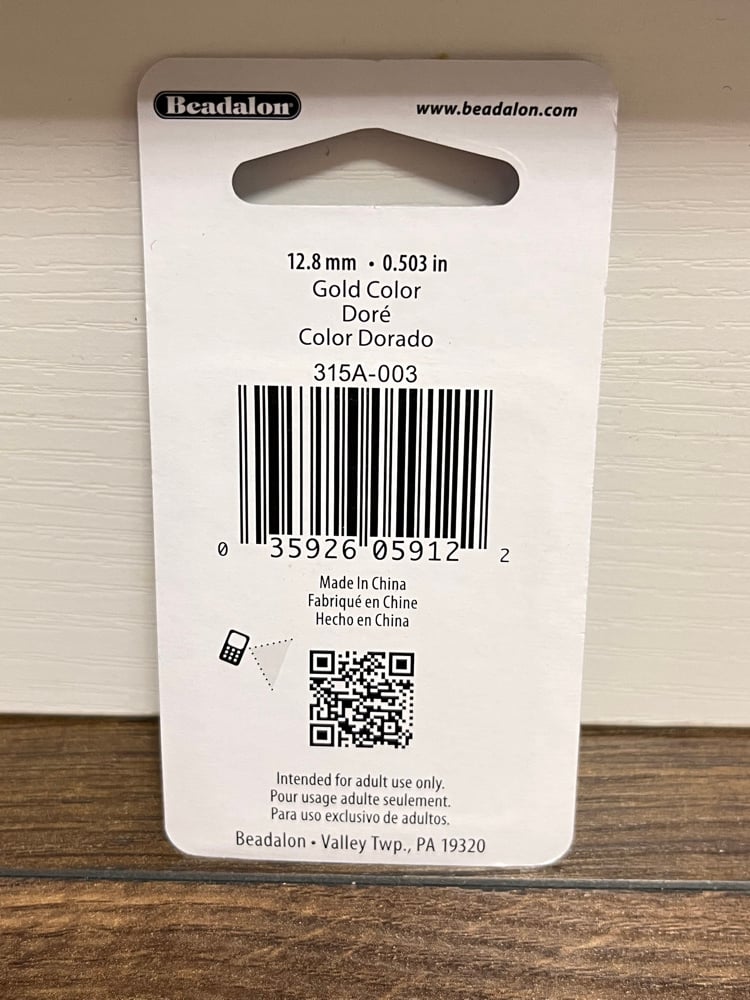 Beadalon® www.beadalon.com
12.8 mm • 0.503 in
Gold Color
Doré
Color Dorado
315A-003
0 35926 05912 2
Made In China
Fabriqué en Chine
Hecho en China
Intended for adult use only.
Pour usage adulte seulement.
Para uso exclusivo de adultos.
Beadalon • Valley Twp., PA 19320